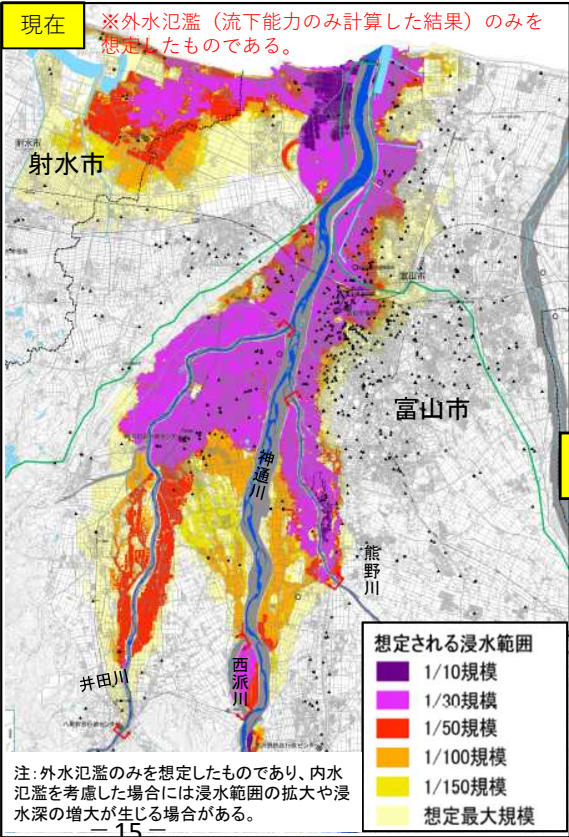 現在
※外水氾濫（流下能力のみ計算した結果）のみを
想定したものである。
射水市
射水市
富山市
富山市
神通川
熊野川
西派川
井田川
想定される浸水範囲
1/10規模
1/30規模
1/50規模
1/100規模
1/150規模
想定最大規模
注：外水氾濫のみを想定したものであり、内水
氾濫を考慮した場合には浸水範囲の拡大や浸
水深の増大が生じる場合がある。
－15－